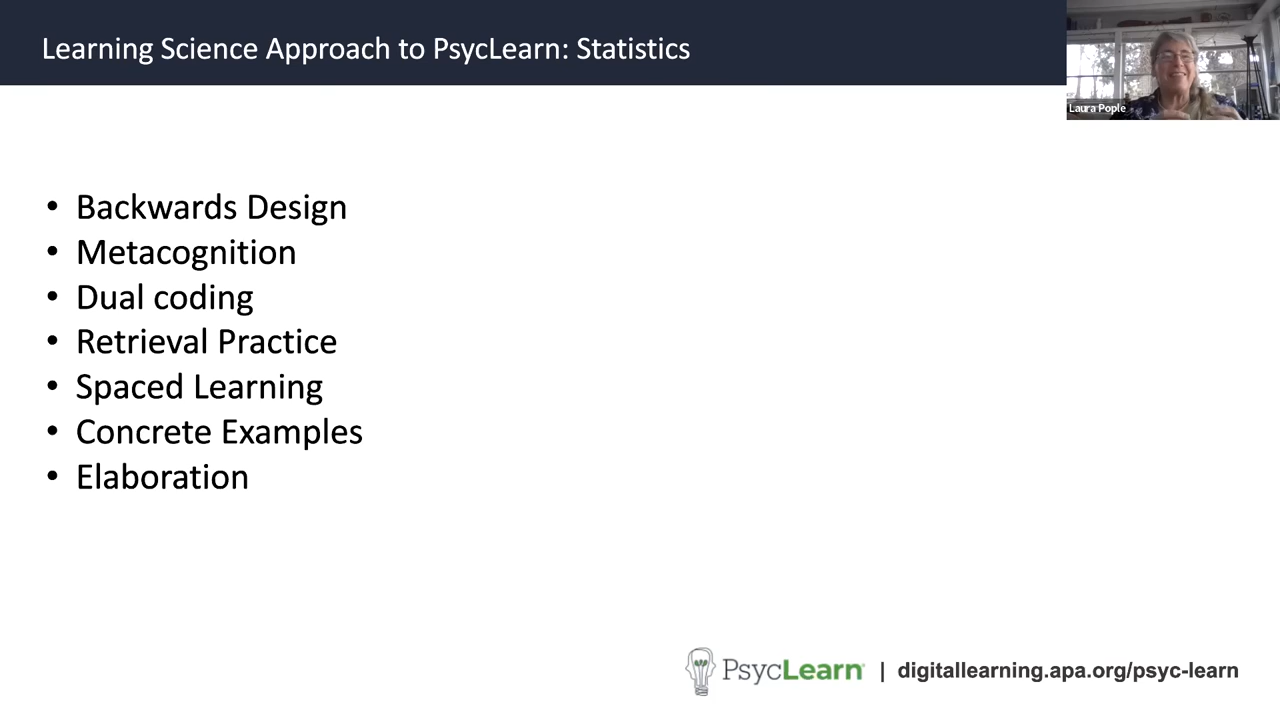 Learning Science Approach to PsycLearn: Statistics
Laura Pople
• Backwards Design
• Metacognition
• Dual coding
• Retrieval Practice
• Spaced Learning
• Concrete Examples
• Elaboration
PsycLearn | digitallearning.apa.org/psyc-learn